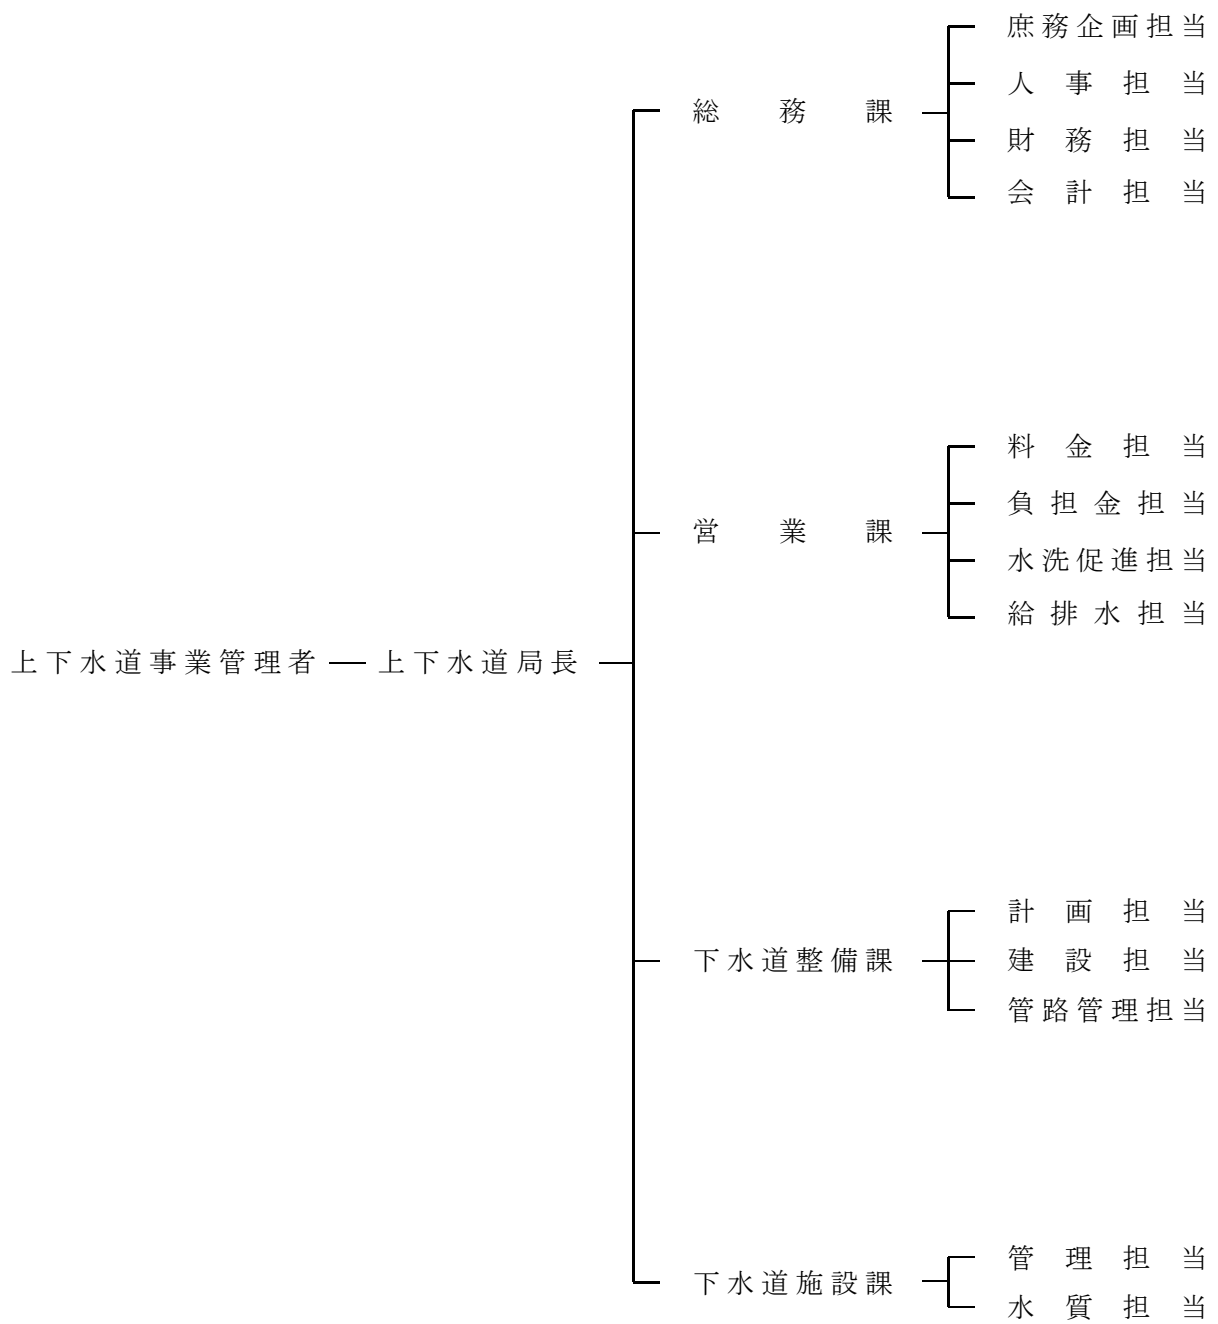 上下水道事業管理者
上下水道局長
総務課
庶務企画担当
人事担当
財務担当
会計担当
営業課
料金担当
負担金担当
水洗促進担当
給排水担当
下水道整備課
計画担当
建設担当
管路管理担当
下水道施設課
管理担当
水質担当